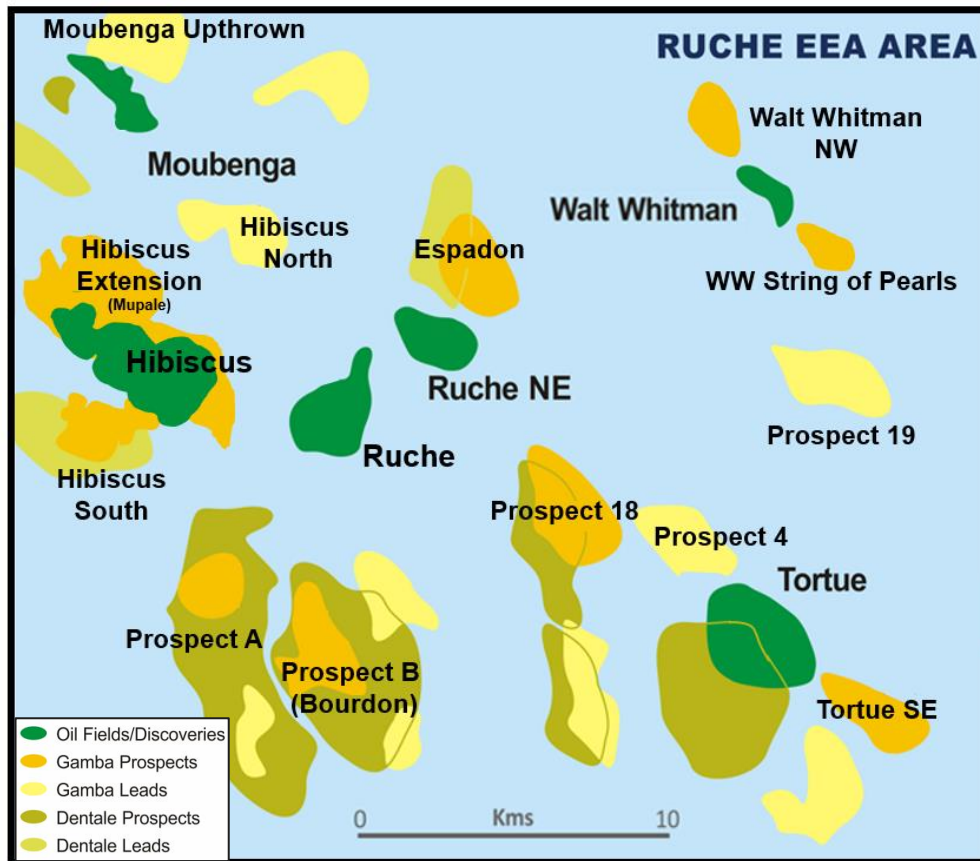 Moubenga Upthrown
RUCHE EEA AREA
Walt Whitman
NW
Moubenga
Walt Whitman
Hibiscus
North
Hibiscus
Extension
(Mupale)
Espadon
WW String of Pearls
Hibiscus
Ruche NE
Prospect 19
Ruche
Hibiscus
South
Prospect 18
Prospect 4
Tortue
Prospect A
Prospect B
(Bourdon)
Tortue SE
Oil Fields/Discoveries
Gamba Prospects
Gamba Leads
Dentale Prospects
Dentale Leads
0 Kms 10